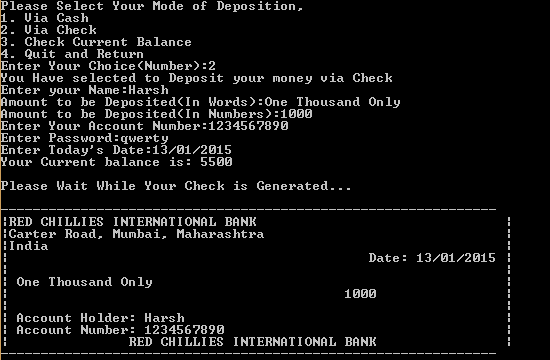 Please Select Your Mode of Deposition,
1. Via Cash
2. Via Check
3. Check Current Balance
4. Quit and Return
Enter Your Choice(Number):2
You Have selected to Deposit your money via Check
Enter your Name:Harsh
Amount to be Deposited(In Words):One Thousand Only
Amount to be Deposited(In Numbers):1000
Enter Your Account Number:1234567890
Enter Password:qwerty
Enter Today's Date:13/01/2015
Your Current balance is: 5500
Please Wait While Your Check is Generated...
RED CHILLIES INTERNATIONAL BANK
Carter Road, Mumbai, Maharashtra
India
Date: 13/01/2015
One Thousand Only
1000
Account Holder: Harsh
Account Number: 1234567890
RED CHILLIES INTERNATIONAL BANK